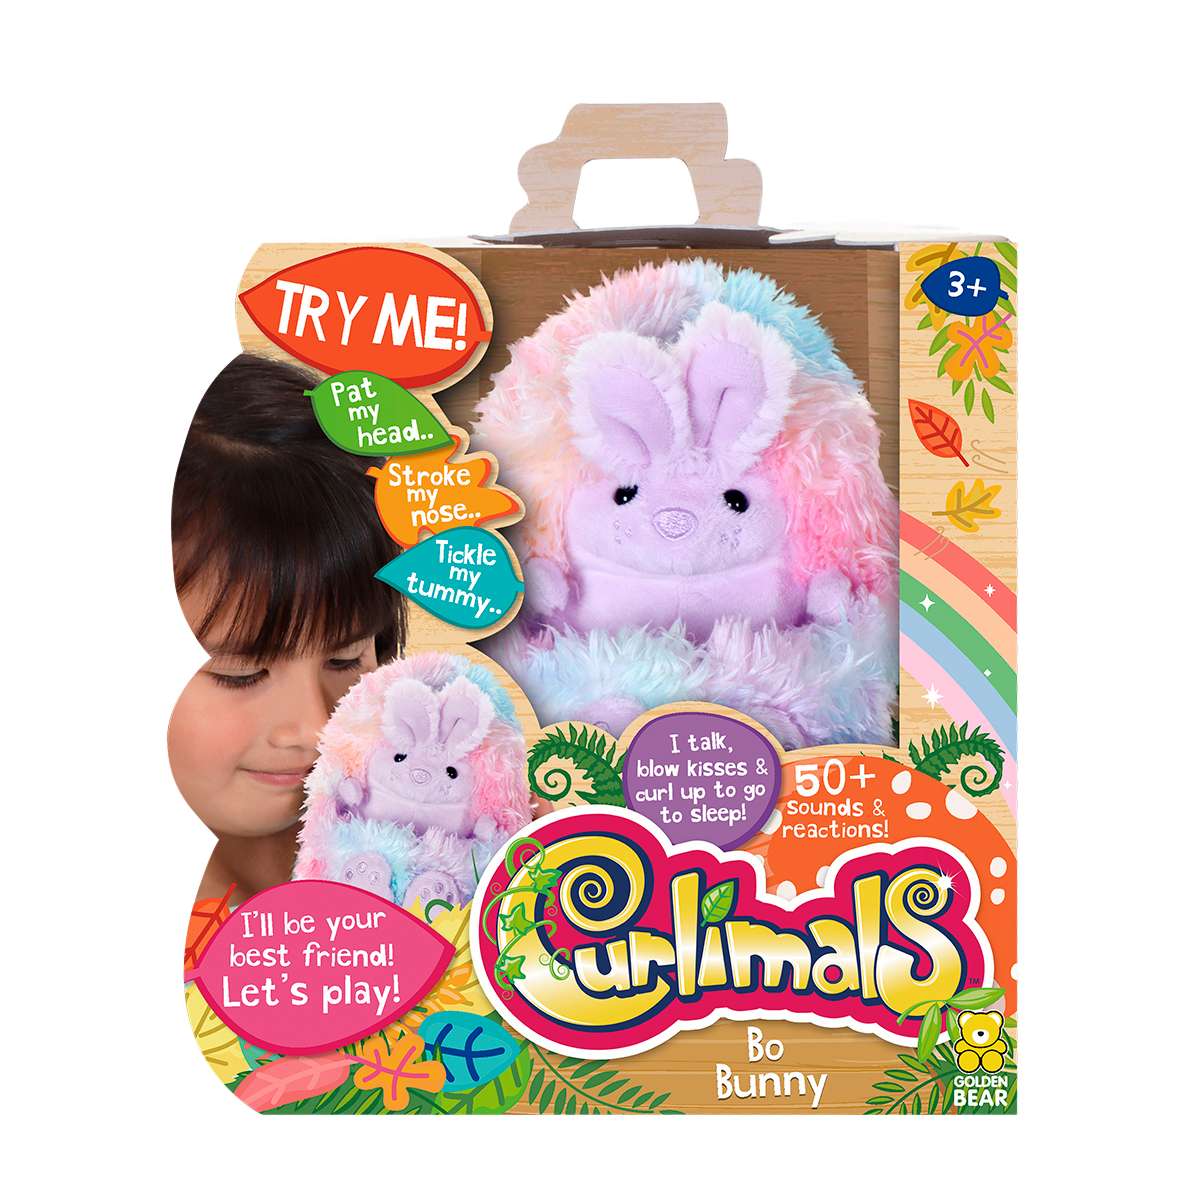 TRY ME!
Pat
my
head..
Stroke
my
nose..
Tickle
my
tummy..
3+
I talk,
blow kisses &
curl up to go
to sleep!
50+
sounds &
reactions!
I'll be your
best friend!
Let's play!
Curlimals™
Bo
Bunny
GOLDEN
BEAR